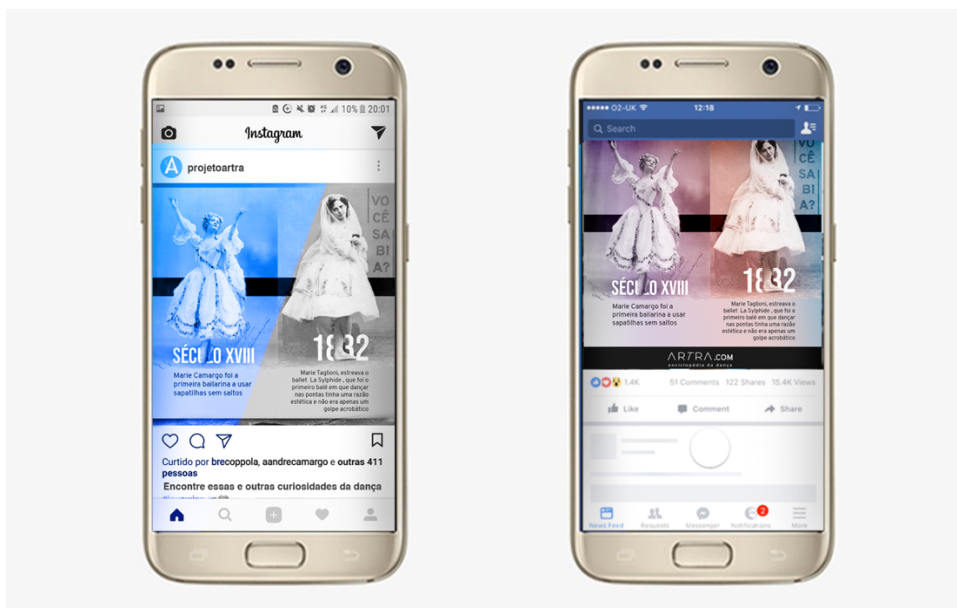 10% 20:01
Instagram
projetoartra
VO
CÊ
SA
BI
A?
SÉCULO XVIII
Marie Camargo foi a
primeira bailarina a usar
sapatilhas sem saltos
1832
Marie Taglioni, estreava o
ballet La Sylphide , que foi o
primeiro balé em que dançar
nas pontas tinha uma razão
estética e não era apenas um
golpe acrobático
Curtido por brecoppola, aandrecamargo e outras 411
pessoas
Encontre essas e outras curiosidades da dança
O2-UK 12:18
Search
VO
CÊ
SA
BI
A?
SÉCULO XVIII
Marie Camargo foi a
primeira bailarina a usar
sapatilhas sem saltos
1832
Marie Taglioni, estreava o
ballet La Sylphide , que foi o
primeiro balé em que dançar
nas pontas tinha uma razão
estética e não era apenas um
golpe acrobático
ARTRA.COM
enciclopédia da dança
1.4K 51 Comments 122 Shares 15.4K Views
Like Comment Share
2
News Feed Requests Messenger Notifications More